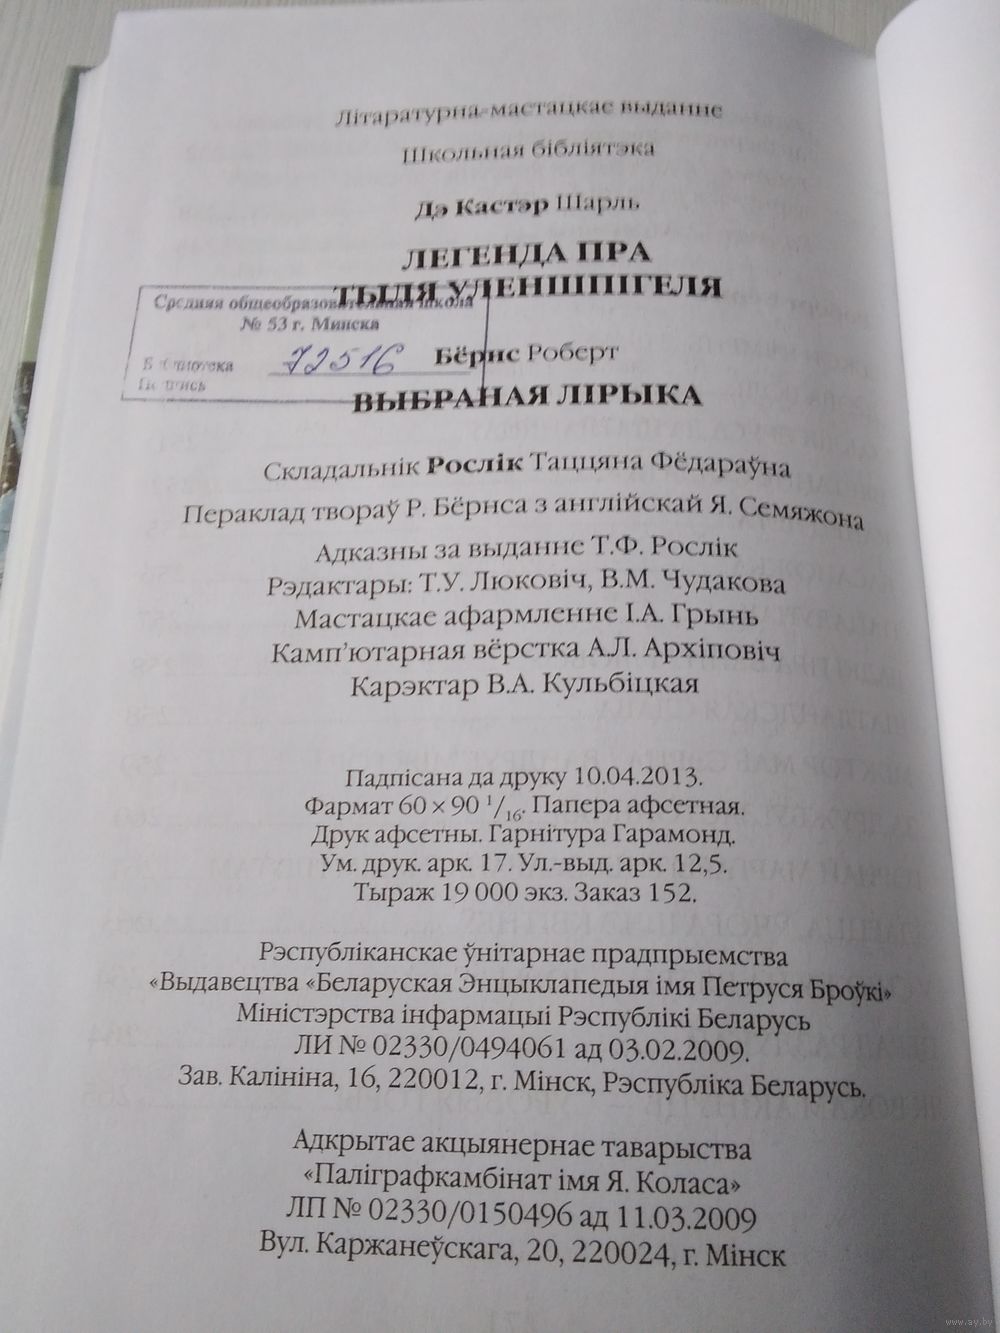 Літаратурна-мастацкае выданне
Школьная бібліятэка
Дэ Кастэр Шарль
ЛЕГЕНДА ПРА
ТЫЛЯ УЛЕНШПІГЕЛЯ
Средняя общеобразовательная школа
№ 53 г. Минска
Библиотека 72516
Бёрнс Роберт
ВЫБРАНАЯ ЛІРЫКА
Складальнік Рослік Таццяна Фёдараўна
Пераклад твораў Р. Бёрнса з англійскай Я. Семяжона
Адказны за выданне Т.Ф. Рослік
Рэдактары: Т.У. Люковіч, В.М. Чудакова
Мастацкае афармленне І.А. Грынь
Камп'ютарная вёрстка А.Л. Архіповіч
Карэктар В.А. Кульбіцкая
Падпісана да друку 10.04.2013.
Фармат 60 × 90 1/16. Папера афсетная.
Друк афсетны. Гарнітура Гарамонд.
Ум. друк. арк. 17. Ул.-выд. арк. 12,5.
Тыраж 19 000 экз. Заказ 152.
Рэспубліканскае ўнітарнае прадпрыемства
«Выдавецтва «Беларуская Энцыклапедыя імя Петруся Броўкі»
Міністэрства інфармацыі Рэспублікі Беларусь
ЛИ № 02330/0494061 ад 03.02.2009.
Зав. Калініна, 16, 220012, г. Мінск, Рэспубліка Беларусь.
Адкрытае акцыянернае таварыства
«Паліграфкамбінат імя Я. Коласа»
ЛП № 02330/0150496 ад 11.03.2009
Вул. Каржанеўскага, 20, 220024, г. Мінск
www.ay.by